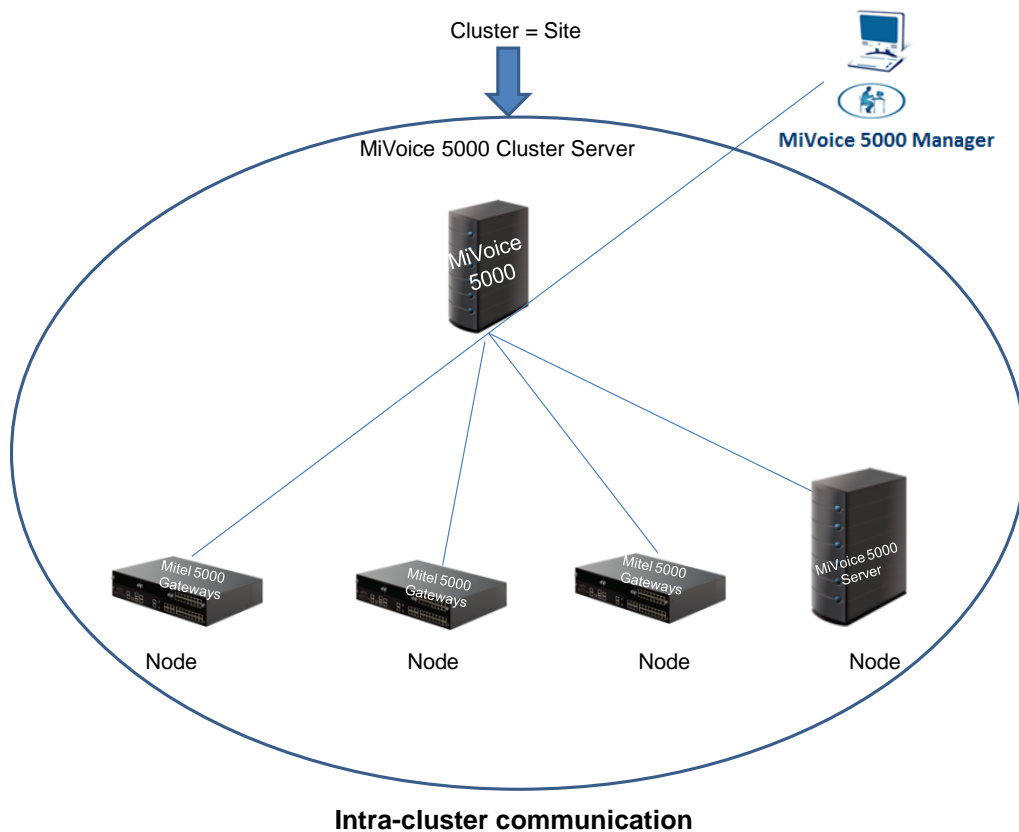 Cluster = Site
MiVoice 5000 Manager
MiVoice 5000 Cluster Server
MiVoice
5000
Mitel 5000
Gateways
Mitel 5000
Gateways
Mitel 5000
Gateways
MiVoice 5000
Server
Node
Node
Node
Node
Intra-cluster communication